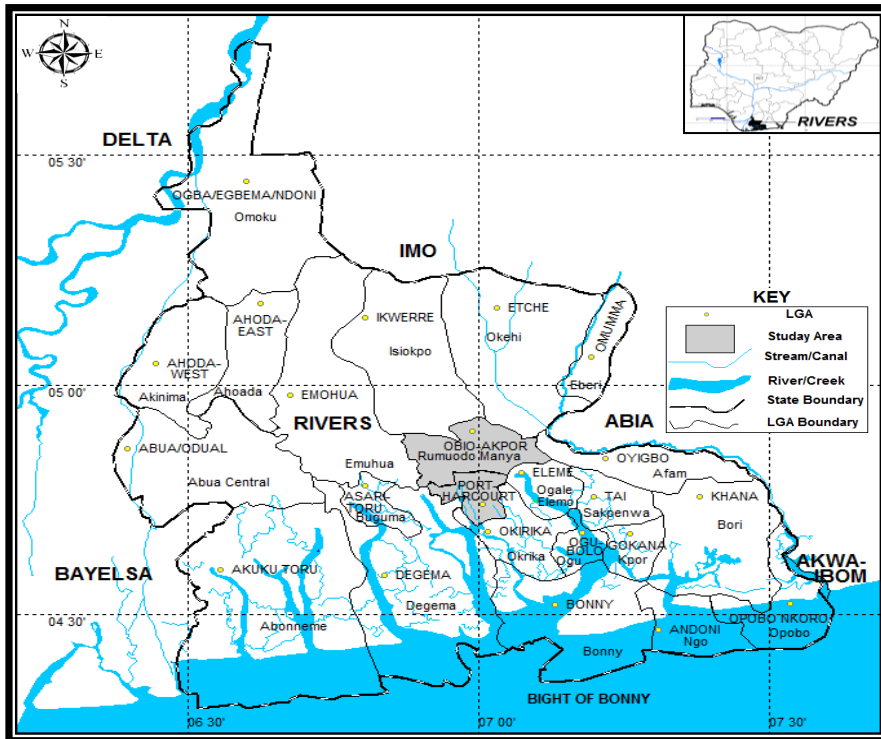 N
W
E
S
RIVERS
DELTA
05 30'
OGBA/EGBEMA/NDONI
Omoku
IMO
KEY
LGA
Studay Area
Stream/Canal
River/Creek
State Boundary
LGA Boundary
AHODA-
EAST
Ahoada
IKWERRE
Isiokpo
ETCHE
Okehi
OMUMMA
Eberi
AHODA-
WEST
Akinima
05 00'
EMOHUA
RIVERS
Emuhua
ABIA
OBIO-AKPOR
Rumuodo Manya
OYIGBO
Afam
ABUA/ODUAL
Abua Central
ELEME
Ogale
Elemo
PORT-
HARCOURT
ASARI-
TORU
Buguma
TAI
Sakpenwa
KHANA
Bori
OKIRIKA
Okrika
OGU-
BOLO
Ogu
GOKANA
Kpor
BAYELSA
AKUKU TORU
Abonneme
DEGEMA
Degema
AKWA-
IBOM
04 30'
BONNY
Bonny
ANDONI
Ngo
OPOBO NKORO
Opobo
BIGHT OF BONNY
06 30'
07 00'
07 30'